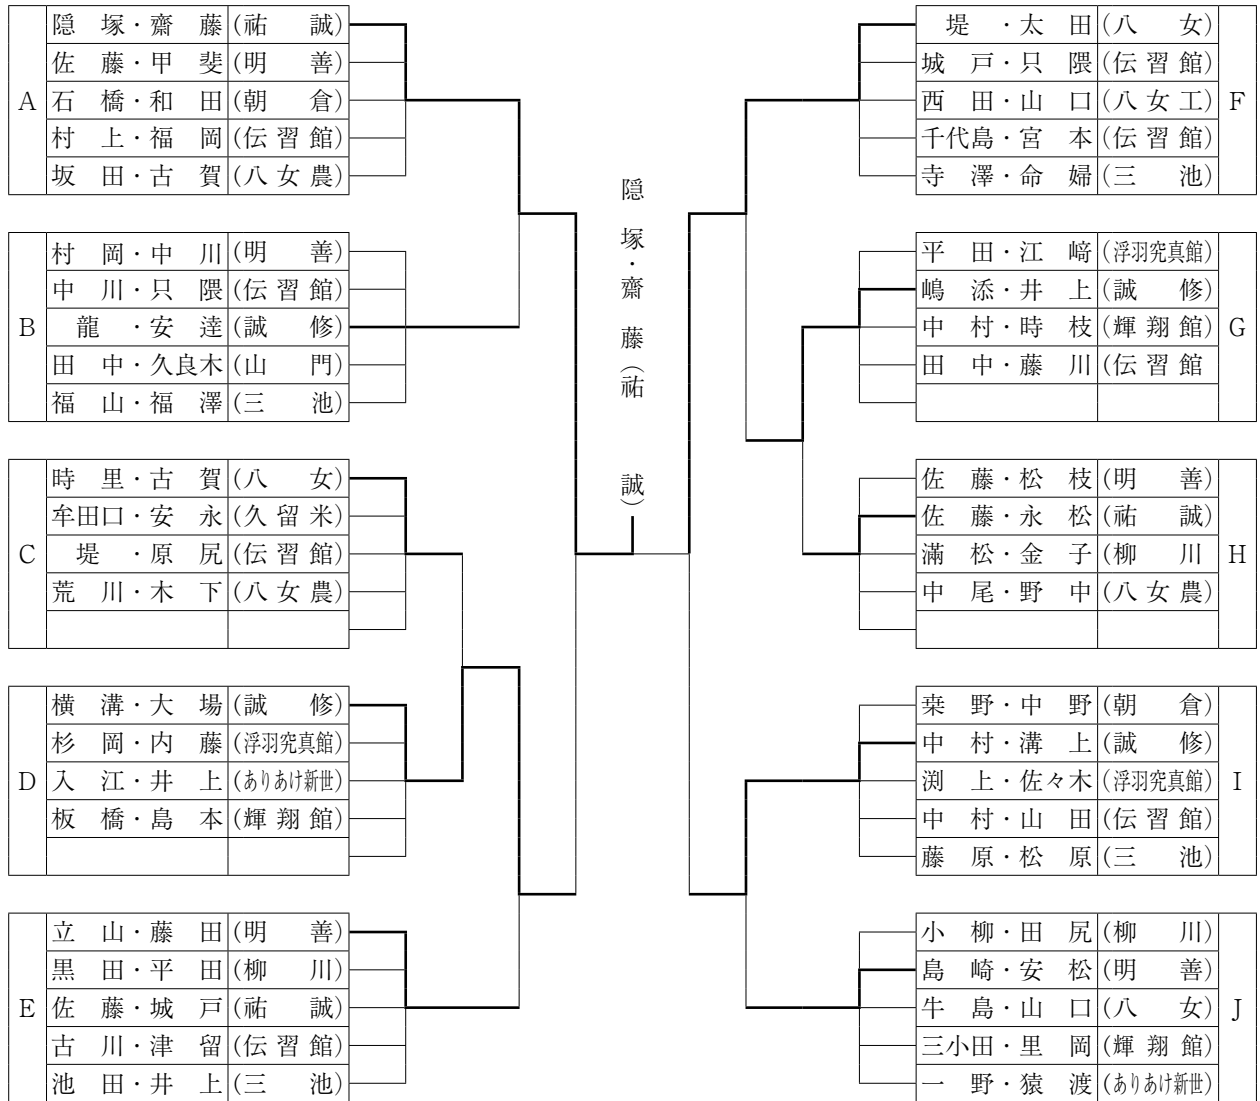 A
隠塚・齋藤(祐誠)
佐藤・甲斐(明善)
石橋・和田(朝倉)
村上・福岡(伝習館)
坂田・古賀(八女農)
B
村岡・中川(明善)
中川・只隈(伝習館)
龍・安達(誠修)
田中・久良木(山門)
福山・福澤(三池)
C
時里・古賀(八女)
牟田口・安永(久留米)
堤・原尻(伝習館)
荒川・木下(八女農)
D
横溝・大場(誠修)
杉岡・内藤(浮羽究真館)
入江・井上(ありあけ新世)
板橋・島本(輝翔館)
E
立山・藤田(明善)
黒田・平田(柳川)
佐藤・城戸(祐誠)
古川・津留(伝習館)
池田・井上(三池)
隠塚・齋藤(祐誠)
堤・太田(八女)
城戸・只隈(伝習館)
西田・山口(八女工)
千代島・宮本(伝習館)
寺澤・命婦(三池)
F
平田・江﨑(浮羽究真館)
嶋添・井上(誠修)
中村・時枝(輝翔館)
田中・藤川(伝習館
G
佐藤・松枝(明善)
佐藤・永松(祐誠)
満松・金子(柳川
中尾・野中(八女農)
H
桒野・中野(朝倉)
中村・溝上(誠修)
渕上・佐々木(浮羽究真館)
中村・山田(伝習館)
藤原・松原(三池)
I
小柳・田尻(柳川)
島崎・安松(明善)
牛島・山口(八女)
三小田・里岡(輝翔館)
一野・猿渡(ありあけ新世)
J